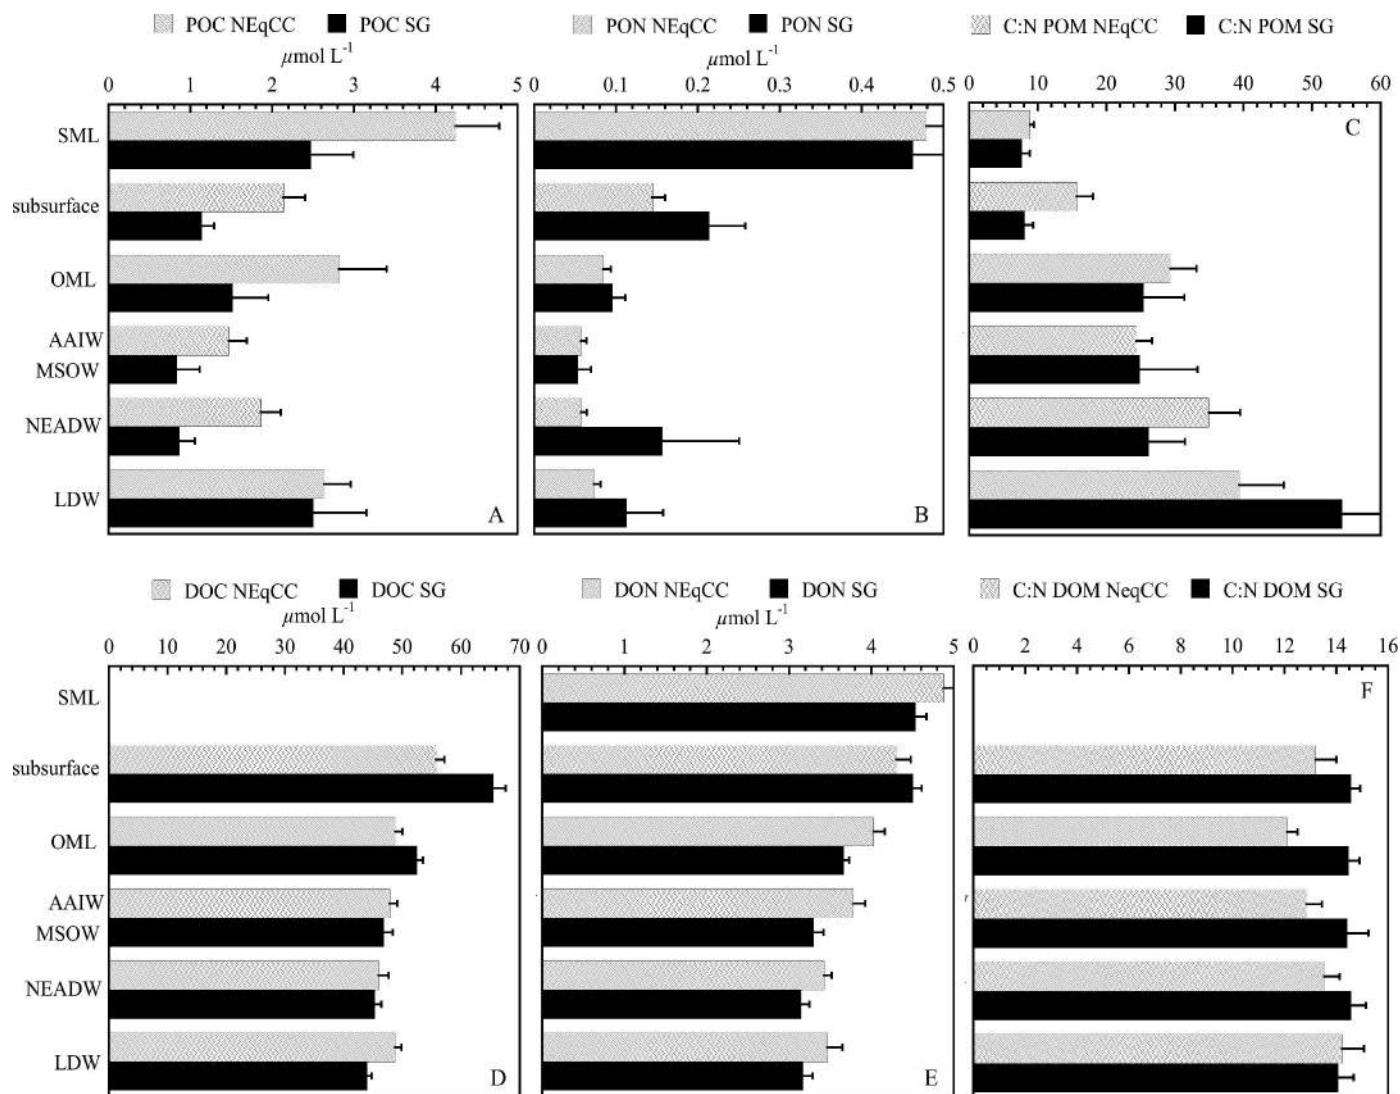 POC NEqCC POC SG
PON NEqCC PON SG
C:N POM NEqCC C:N POM SG
µmol L-1
µmol L-1
0 1 2 3 4 5
0 0.1 0.2 0.3 0.4 0.5
0 10 20 30 40 50 60
SML
subsurface
OML
AAIW
MSOW
NEADW
LDW
A
B
C
DOC NEqCC DOC SG
DON NEqCC DON SG
C:N DOM NeqCC C:N DOM SG
µmol L-1
µmol L-1
0 10 20 30 40 50 60 70
0 1 2 3 4 5
0 2 4 6 8 10 12 14 16
SML
subsurface
OML
AAIW
MSOW
NEADW
LDW
D
E
F